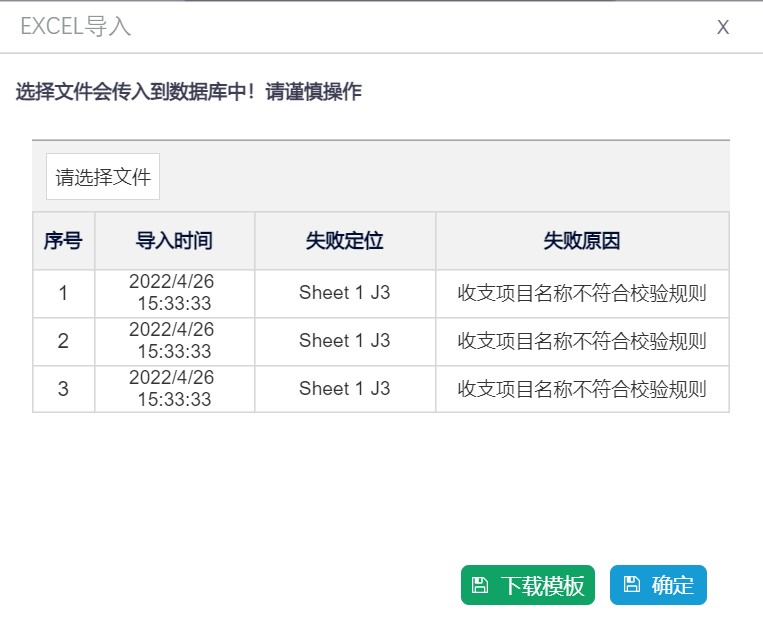 EXCEL导入
X
选择文件会传入到数据库中！请谨慎操作
请选择文件
序号 导入时间 失败定位 失败原因
1 2022/4/26 15:33:33 Sheet 1 J3 收支项目名称不符合校验规则
2 2022/4/26 15:33:33 Sheet 1 J3 收支项目名称不符合校验规则
3 2022/4/26 15:33:33 Sheet 1 J3 收支项目名称不符合校验规则
下载模板 确定